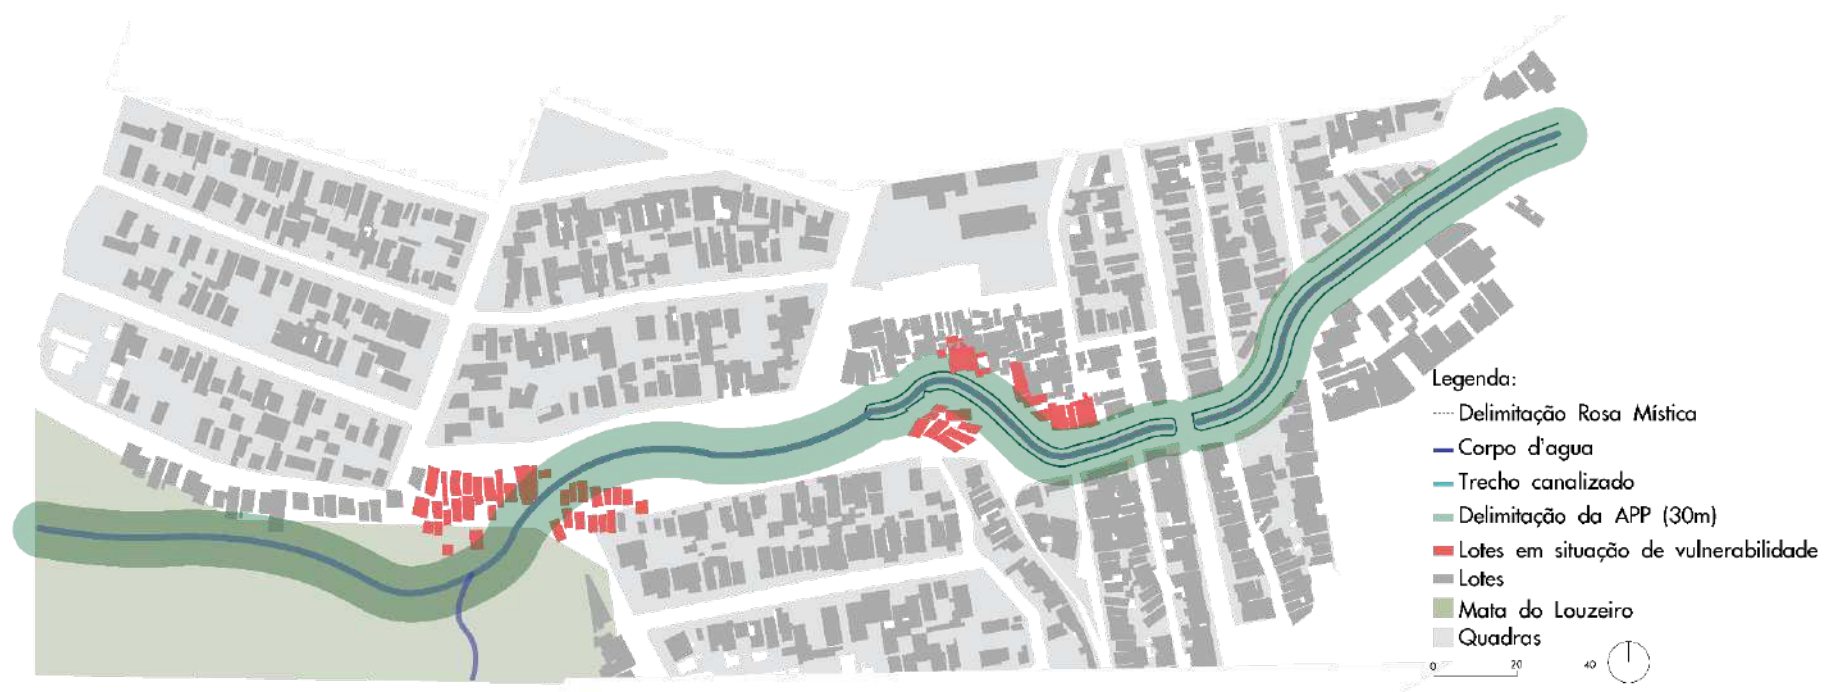 Legenda:
Delimitação Rosa Mística
Corpo d'agua
Trecho canalizado
Delimitação da APP (30m)
Lotes em situação de vulnerabilidade
Lotes
Mata do Louzeiro
Quadras
0 20 40